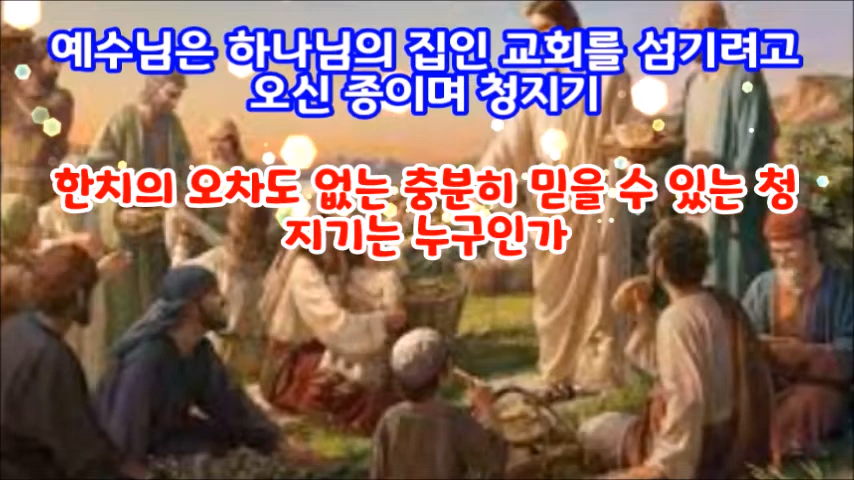 예수님은 하나님의 집인 교회를 섬기려고
오신 종이며 청지기
한치의 오차도 없는 충분히 믿을 수 있는 청
지기는 누구인가